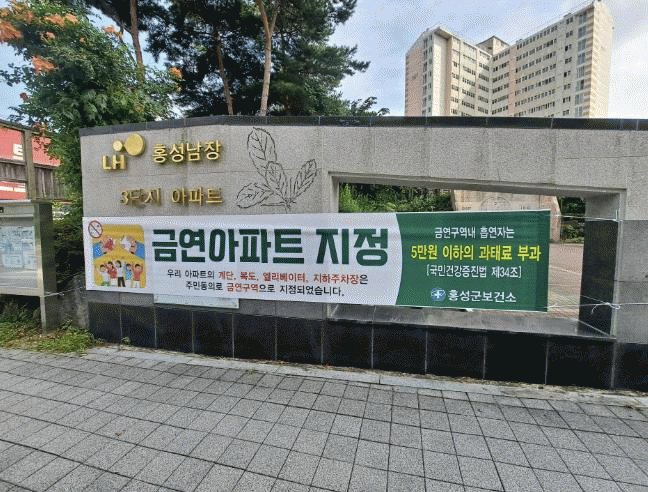 LH 홍성남장
3단지 아파트
금연아파트 지정
우리 아파트의 계단, 복도, 엘리베이터, 지하주차장은
주민동의로 금연구역으로 지정되었습니다.
금연구역내 흡연자는
5만원 이하의 과태료 부과
[국민건강증진법 제34조]
홍성군보건소